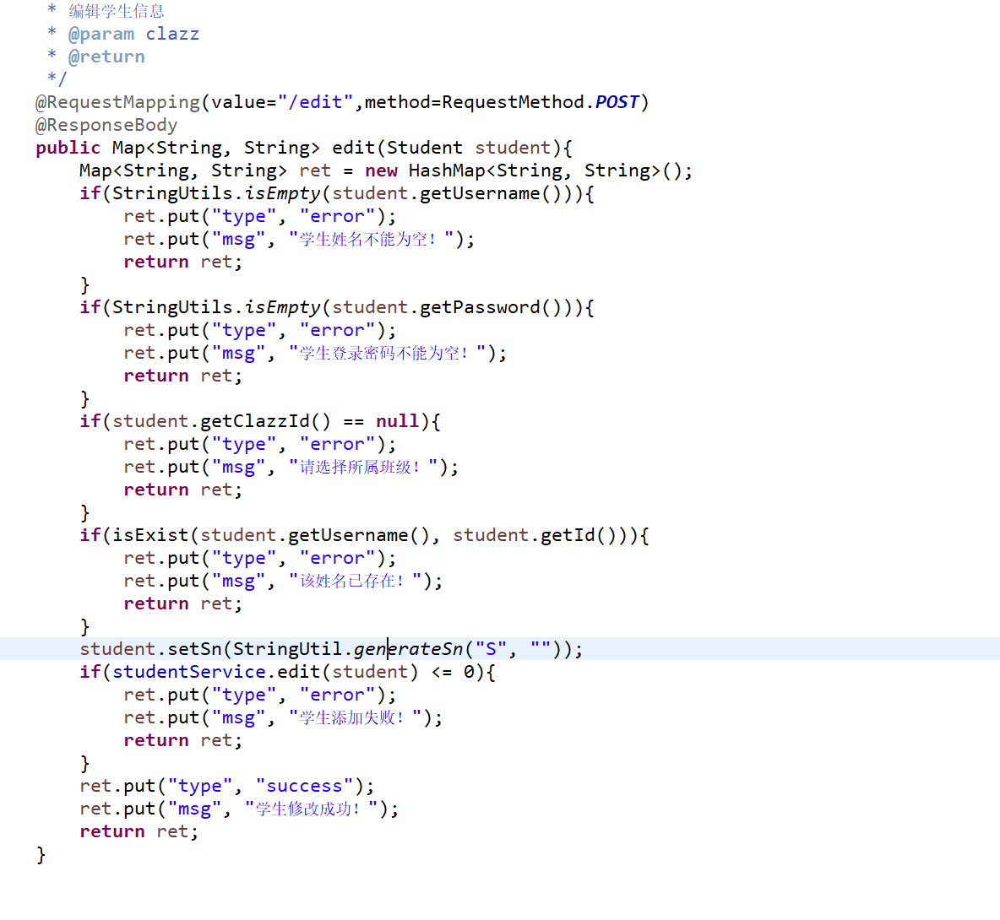 * 编辑学生信息
* @param clazz
* @return
*/
@RequestMapping(value="/edit",method=RequestMethod.POST)
@ResponseBody
public Map<String, String> edit(Student student){
Map<String, String> ret = new HashMap<String, String>();
if(StringUtils.isEmpty(student.getUsername())){
ret.put("type", "error");
ret.put("msg", "学生姓名不能为空！");
return ret;
}
if(StringUtils.isEmpty(student.getPassword())){
ret.put("type", "error");
ret.put("msg", "学生登录密码不能为空！");
return ret;
}
if(student.getClazzId() == null){
ret.put("type", "error");
ret.put("msg", "请选择所属班级！");
return ret;
}
if(isExist(student.getUsername(), student.getId())){
ret.put("type", "error");
ret.put("msg", "该姓名已存在！");
return ret;
}
student.setSn(StringUtil.generateSn("S", ""));
if(studentService.edit(student) <= 0){
ret.put("type", "error");
ret.put("msg", "学生添加失败！");
return ret;
}
ret.put("type", "success");
ret.put("msg", "学生修改成功！");
return ret;
}